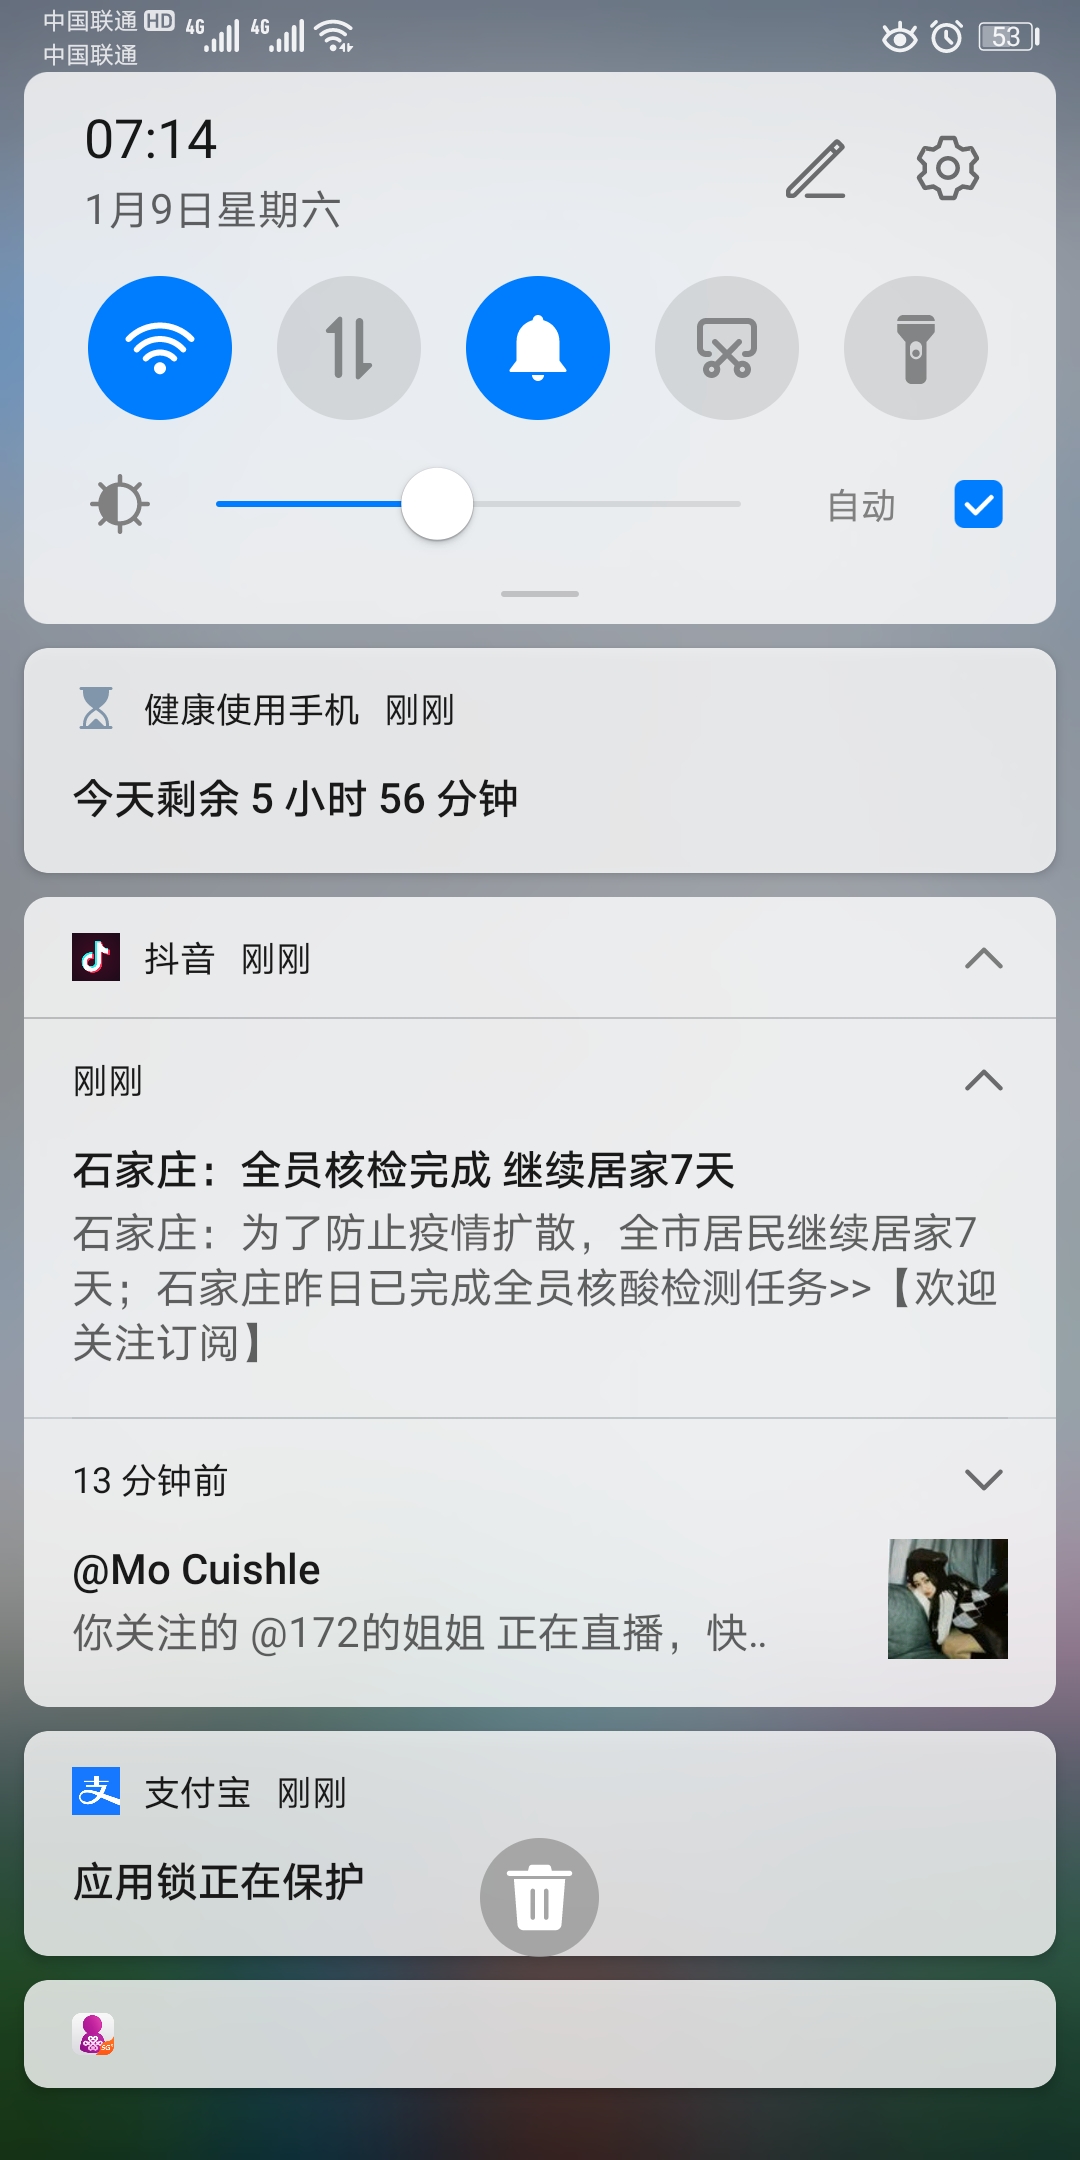 中国联通 HD 4G 4G
中国联通
53
07:14
1月9日星期六
自动
健康使用手机 刚刚
今天剩余 5 小时 56 分钟
抖音 刚刚
刚刚
石家庄：全员核检完成 继续居家7天
石家庄：为了防止疫情扩散，全市居民继续居家7
天；石家庄昨日已完成全员核酸检测任务>>【欢迎
关注订阅】
13 分钟前
@Mo Cuishle
你关注的 @172的姐姐 正在直播，快..
支 支付宝 刚刚
应用锁正在保护
5G